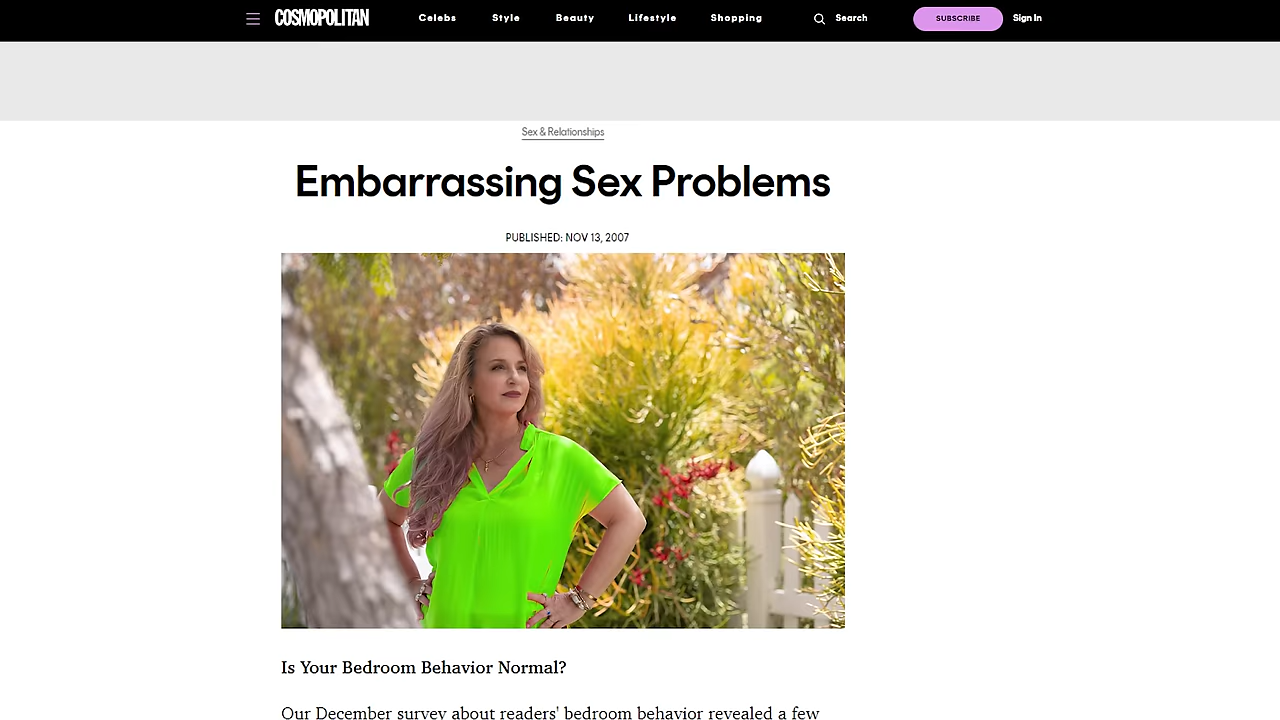 COSMOPOLITAN Celebs Style Beauty Lifestyle Shopping Search SUBSCRIBE Sign In
Sex & Relationships
Embarrassing Sex Problems
PUBLISHED: NOV 13, 2007
Is Your Bedroom Behavior Normal?
Our December survey about readers' bedroom behavior revealed a few